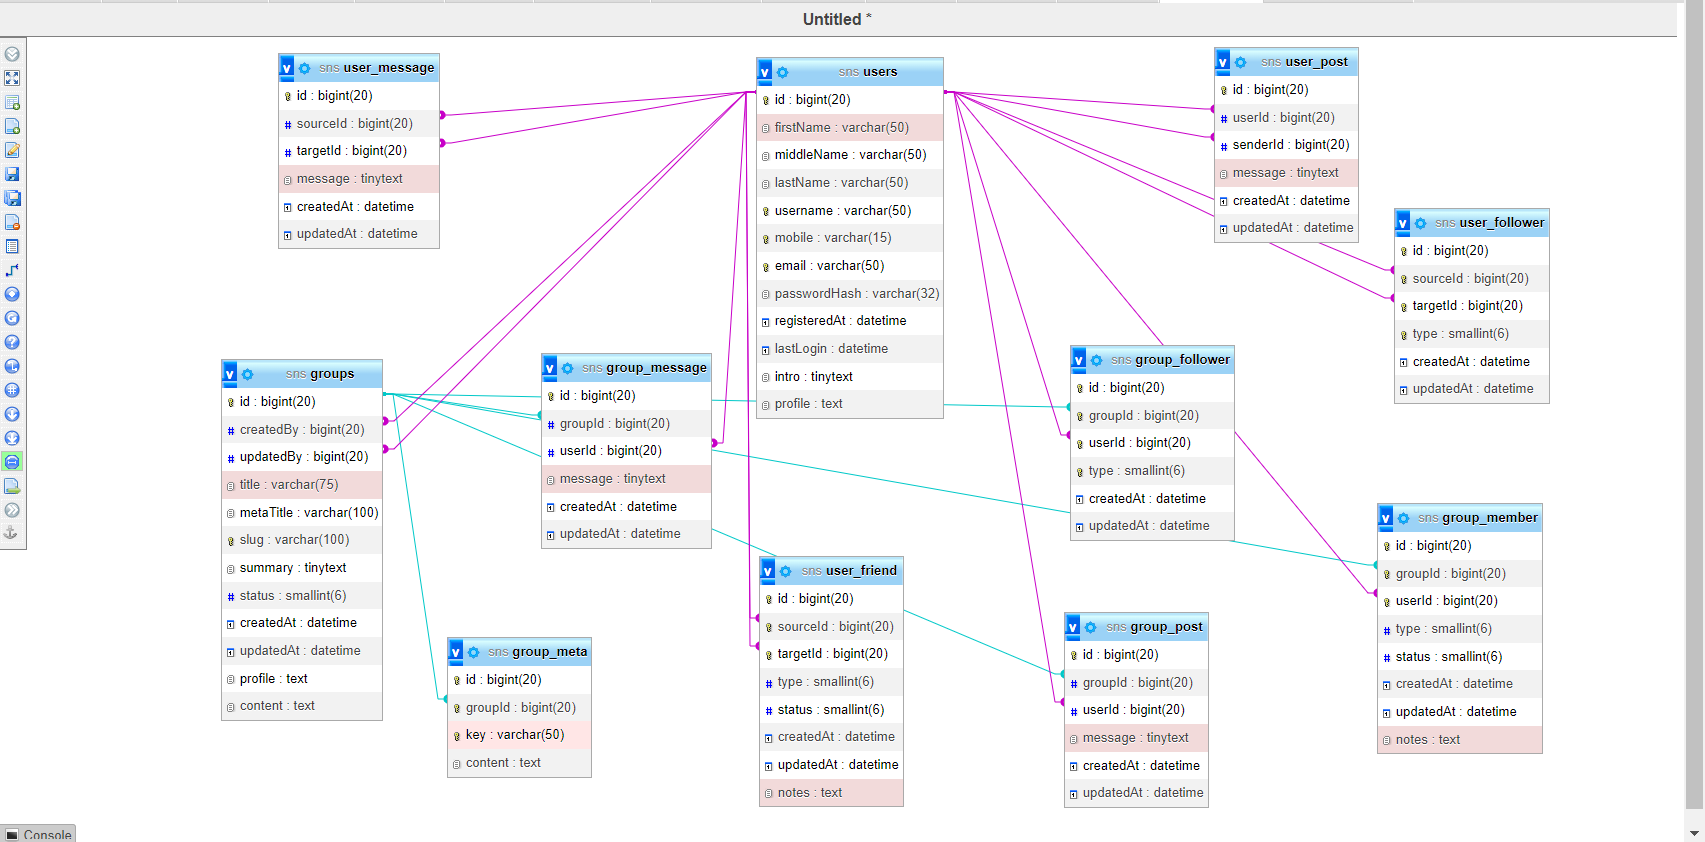 Untitled *
sns user_message
id : bigint(20)
sourceId : bigint(20)
targetId : bigint(20)
message : tinytext
createdAt : datetime
updatedAt : datetime
sns users
id : bigint(20)
firstName : varchar(50)
middleName : varchar(50)
lastName : varchar(50)
username : varchar(50)
mobile : varchar(15)
email : varchar(50)
passwordHash : varchar(32)
registeredAt : datetime
lastLogin : datetime
intro : tinytext
profile : text
sns user_post
id : bigint(20)
userId : bigint(20)
senderId : bigint(20)
message : tinytext
createdAt : datetime
updatedAt : datetime
sns user_follower
id : bigint(20)
sourceId : bigint(20)
targetId : bigint(20)
type : smallint(6)
createdAt : datetime
updatedAt : datetime
sns groups
id : bigint(20)
createdBy : bigint(20)
updatedBy : bigint(20)
title : varchar(75)
metaTitle : varchar(100)
slug : varchar(100)
summary : tinytext
status : smallint(6)
createdAt : datetime
updatedAt : datetime
profile : text
content : text
sns group_message
id : bigint(20)
groupId : bigint(20)
userId : bigint(20)
message : tinytext
createdAt : datetime
updatedAt : datetime
sns group_follower
id : bigint(20)
groupId : bigint(20)
userId : bigint(20)
type : smallint(6)
createdAt : datetime
updatedAt : datetime
sns group_member
id : bigint(20)
groupId : bigint(20)
userId : bigint(20)
type : smallint(6)
status : smallint(6)
createdAt : datetime
updatedAt : datetime
notes : text
sns group_meta
id : bigint(20)
groupId : bigint(20)
key : varchar(50)
content : text
sns user_friend
id : bigint(20)
sourceId : bigint(20)
targetId : bigint(20)
type : smallint(6)
status : smallint(6)
createdAt : datetime
updatedAt : datetime
notes : text
sns group_post
id : bigint(20)
groupId : bigint(20)
userId : bigint(20)
message : tinytext
createdAt : datetime
updatedAt : datetime
Console